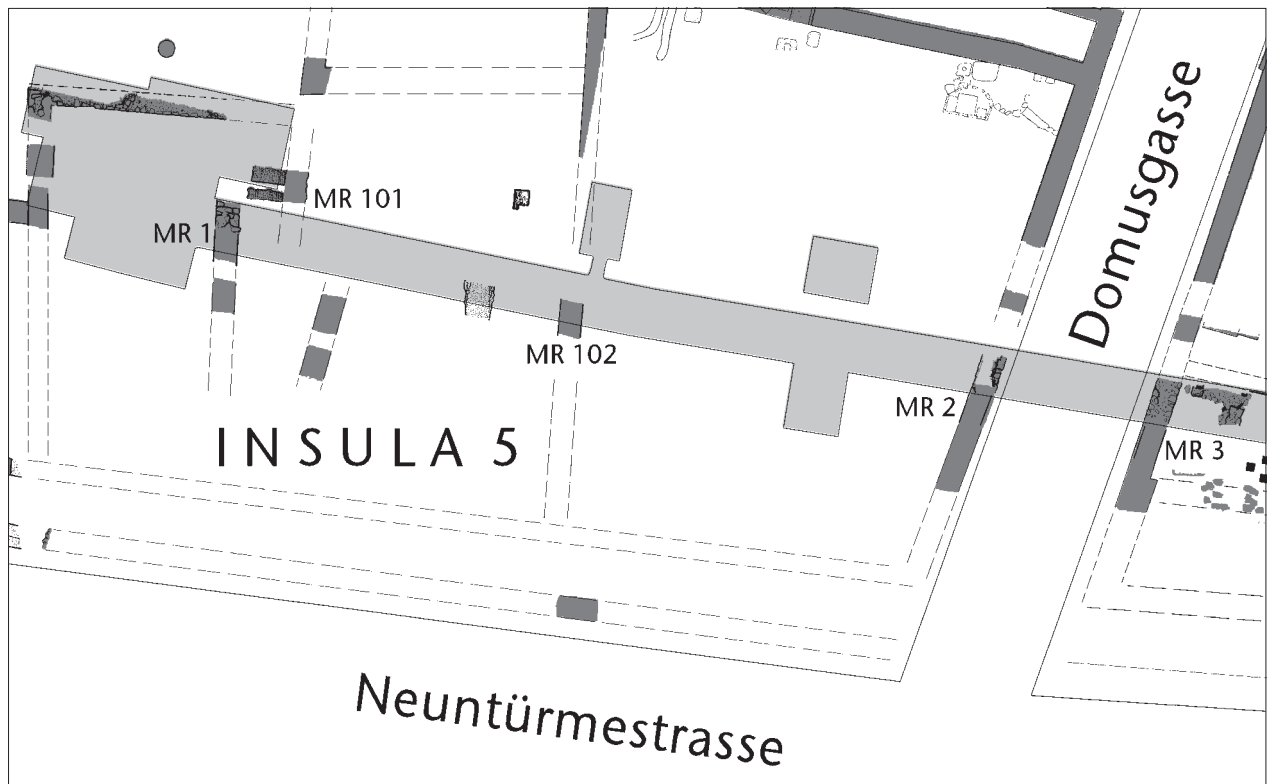 Domusgasse
MR 101
MR 1
MR 102
MR 2
MR 3
INSULA 5
Neuntürmestrasse